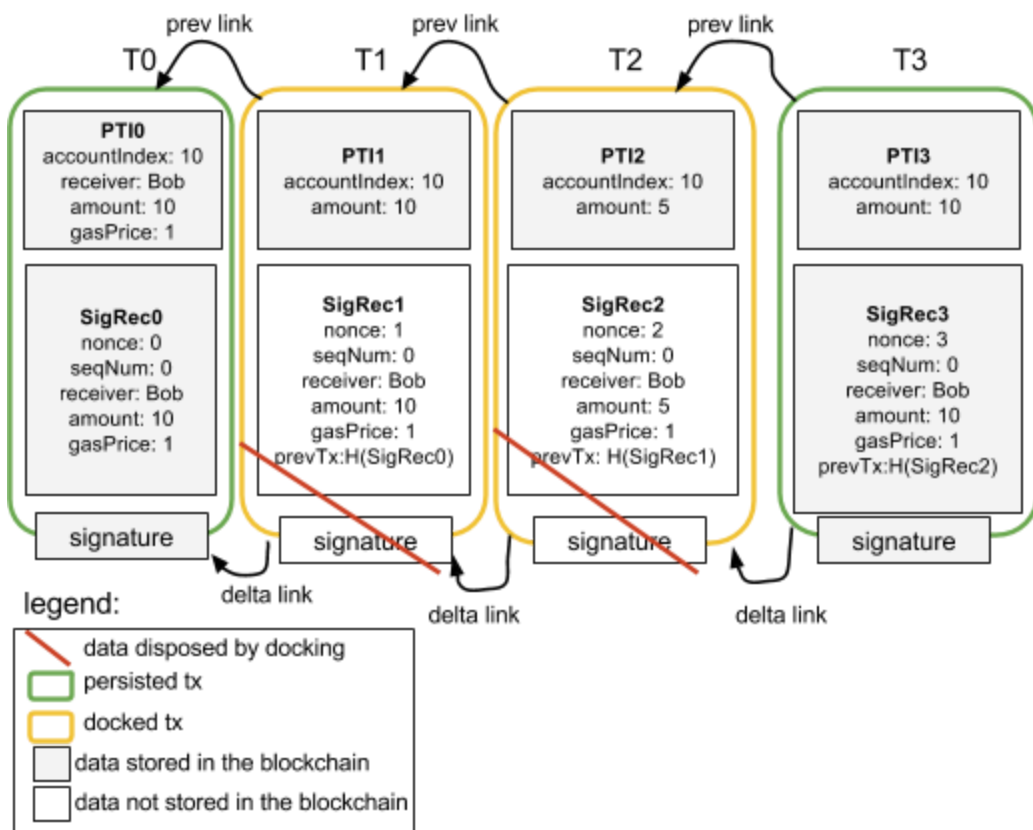 prev link
prev link
prev link
T0
T1
T2
T3
PTI0
accountIndex: 10
receiver: Bob
amount: 10
gasPrice: 1
PTI1
accountIndex: 10
amount: 10
PTI2
accountIndex: 10
amount: 5
PTI3
accountIndex: 10
amount: 10
SigRec0
nonce: 0
seqNum: 0
receiver: Bob
amount: 10
gasPrice: 1
SigRec1
nonce: 1
seqNum: 0
receiver: Bob
amount: 10
gasPrice: 1
prevTx:H(SigRec0)
SigRec2
nonce: 2
seqNum: 0
receiver: Bob
amount: 5
gasPrice: 1
prevTx: H(SigRec1)
SigRec3
nonce: 3
seqNum: 0
receiver: Bob
amount: 10
gasPrice: 1
prevTx:H(SigRec2)
signature
signature
signature
signature
delta link
delta link
delta link
legend:
data disposed by docking
persisted tx
docked tx
data stored in the blockchain
data not stored in the blockchain